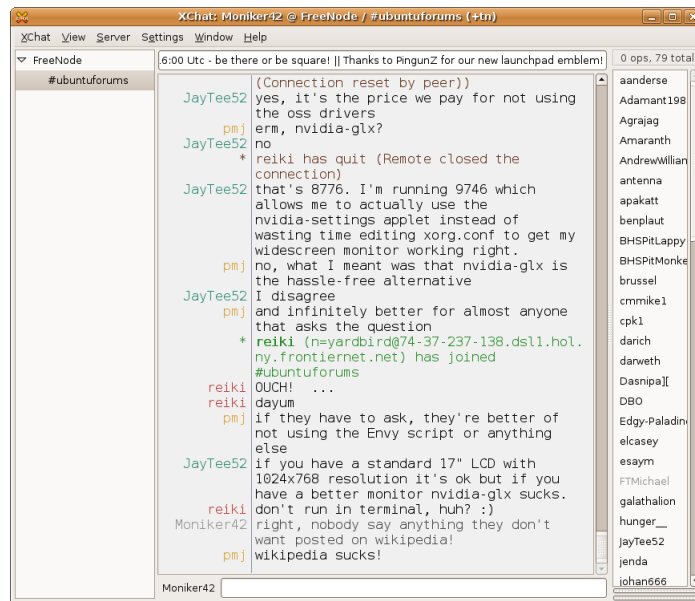 XChat: Moniker42 @ FreeNode / #ubuntuforums (+tn)
XChat View Server Settings Window Help
FreeNode
#ubuntuforums
6:00 Utc - be there or be square! || Thanks to PingunZ for our new launchpad emblem!
0 ops, 79 total
(Connection reset by peer))
JayTee52 yes, it's the price we pay for not using
the oss drivers
pmj erm, nvidia-glx?
JayTee52 no
* reiki has quit (Remote closed the
connection)
JayTee52 that's 8776. I'm running 9746 which
allows me to actually use the
nvidia-settings applet instead of
wasting time editing xorg.conf to get my
widescreen monitor working right.
pmj no, what I meant was that nvidia-glx is
the hassle-free alternative
JayTee52 I disagree
pmj and infinitely better for almost anyone
that asks the question
* reiki (n=yardbird@74-37-237-138.dsl1.hol.
ny.frontiernet.net) has joined
#ubuntuforums
reiki OUCH! ...
reiki dayum
pmj if they have to ask, they're better of
not using the Envy script or anything
else
JayTee52 if you have a standard 17" LCD with
1024x768 resolution it's ok but if you
have a better monitor nvidia-glx sucks.
reiki don't run in terminal, huh? :)
Moniker42 right, nobody say anything they don't
want posted on wikipedia!
pmj wikipedia sucks!
Moniker42
aanderse
Adamant198
Agrajag
Amaranth
AndrewWillian
antenna
apakatt
benplaut
BHSPitLappy
BHSPitMonke
brussel
cmmike1
cpk1
darich
darweth
Dasnipa][
DBO
Edgy-Paladin
elcasey
esaym
FTMichael
galathalion
hunger__
JayTee52
jenda
johan666